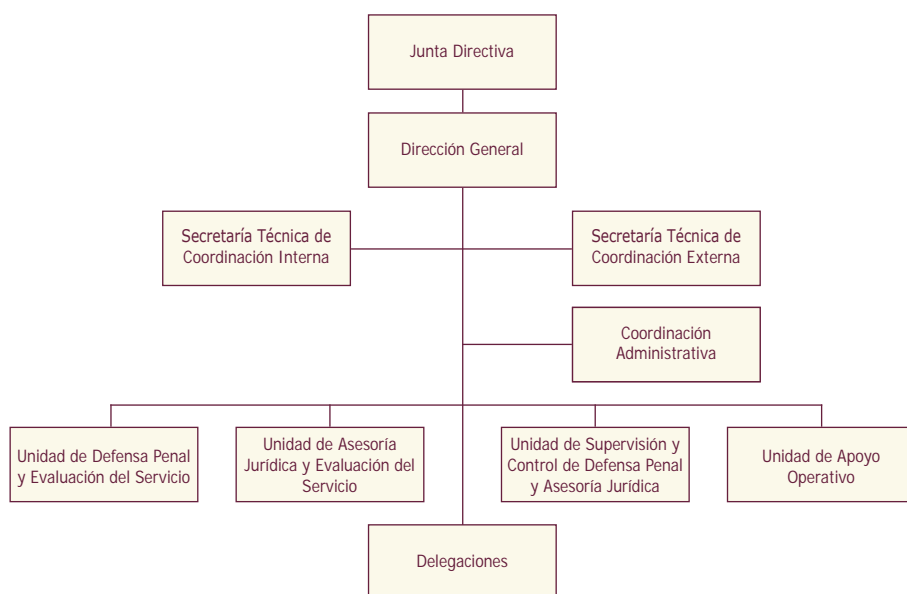 Junta Directiva
Dirección General
Secretaría Técnica de
Coordinación Interna
Secretaría Técnica de
Coordinación Externa
Coordinación
Administrativa
Unidad de Defensa Penal
y Evaluación del Servicio
Unidad de Asesoría
Jurídica y Evaluación del
Servicio
Unidad de Supervisión y
Control de Defensa Penal
y Asesoría Jurídica
Unidad de Apoyo
Operativo
Delegaciones